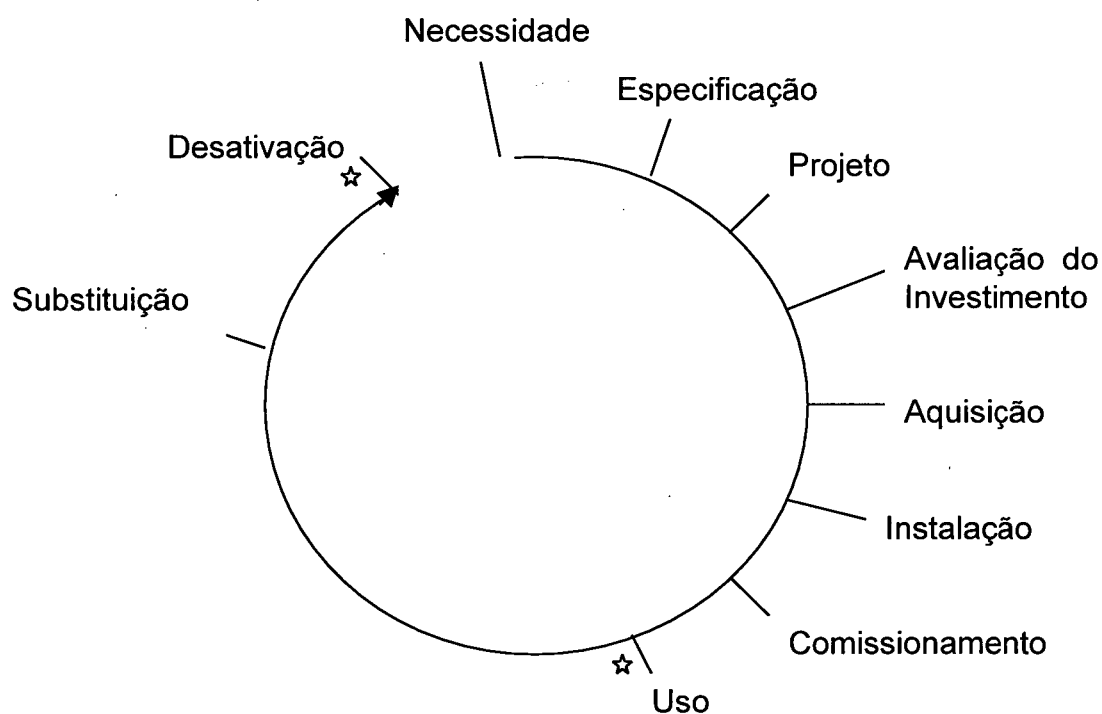 Necessidade
Especificação
Projeto
Avaliação do
Investimento
Aquisição
Instalação
Comissionamento
Uso
Substituição
Desativação